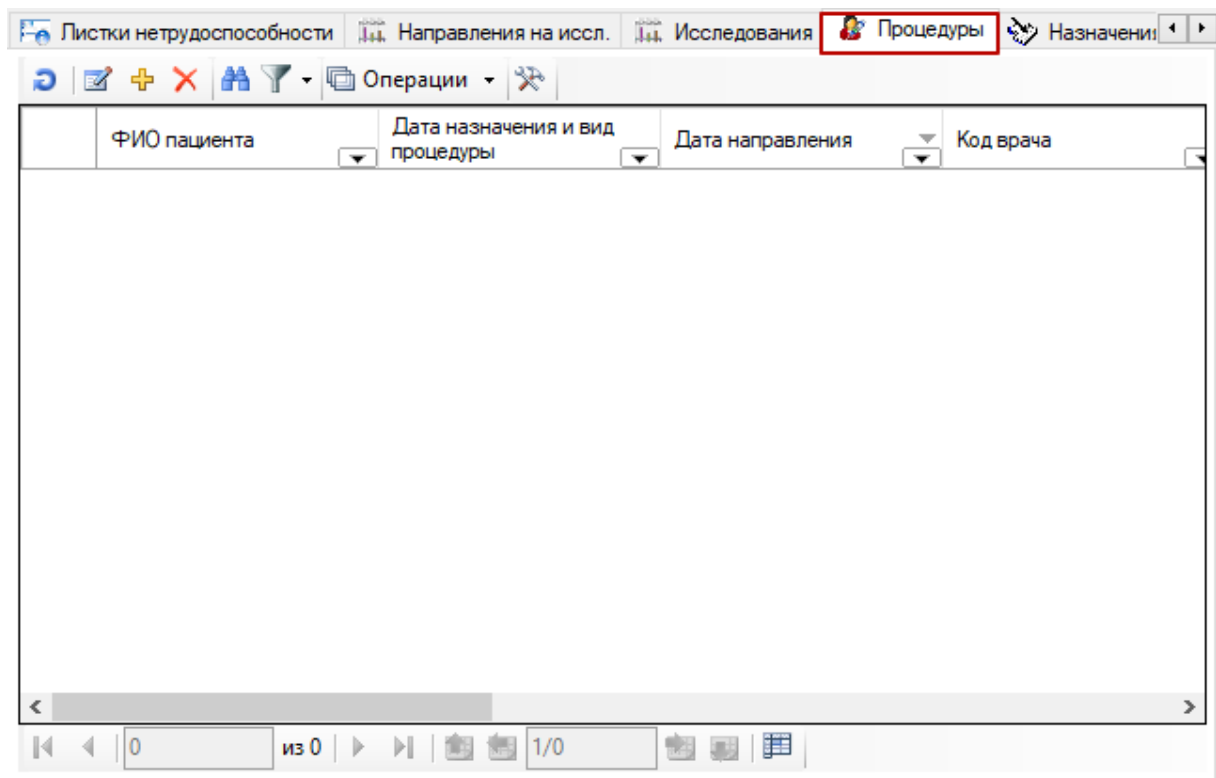 Листки нетрудоспособности Направления на иссл. Исследования Процедуры
Операции
ФИО пациента Дата назначения и вид процедуры Дата направления Код врача
0 из 0 1/0